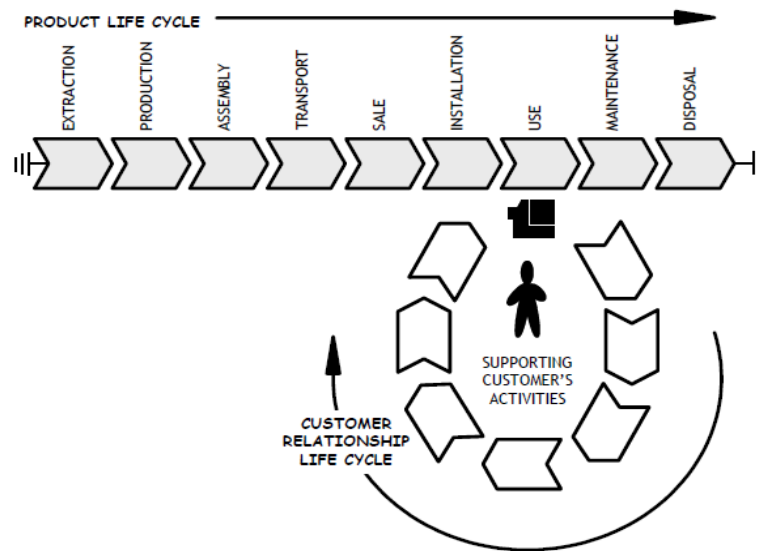 PRODUCT LIFE CYCLE
EXTRACTION
PRODUCTION
ASSEMBLY
TRANSPORT
SALE
INSTALLATION
USE
MAINTENANCE
DISPOSAL
SUPPORTING
CUSTOMER'S
ACTIVITIES
CUSTOMER
RELATIONSHIP
LIFE CYCLE